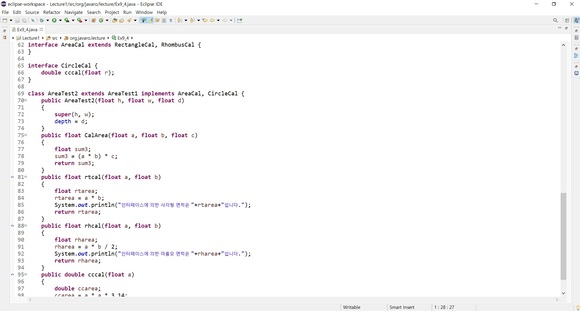 eclipse-workspace - Lecture1/src/org.javaro.lecture/Ex9_4.java - Eclipse IDE
File Edit Source Refactor Navigate Search Project Run Window Help
Ex9_4.java
Lecture1 src org.javaro.lecture Ex9_4
62 interface AreaCal extends RectangleCal, RhombusCal {
63 }
64
65 interface CircleCal {
66 double cccal(float r);
67 }
68
69 class AreaTest2 extends AreaTest1 implements AreaCal, CircleCal {
70 public AreaTest2(float h, float w, float d)
71 {
72 super(h, w);
73 depth = d;
74 }
75 public float CalArea(float a, float b, float c)
76 {
77 float sum3;
78 sum3 = (a * b) * c;
79 return sum3;
80 }
81 public float rtcal(float a, float b)
82 {
83 float rtarea;
84 rtarea = a * b;
85 System.out.println("인터페이스에 의한 사각형 면적은 "+rtarea+"입니다.");
86 return rtarea;
87 }
88 public float rhcal(float a, float b)
89 {
90 float rharea;
91 rharea = a * b / 2;
92 System.out.println("인터페이스에 의한 마름모 면적은 "+rharea+"입니다.");
93 return rharea;
94 }
95 public double cccal(float a)
96 {
97 double ccarea;
98 ccarea = a * a * 3.14;
Writable Smart Insert 1 : 28 : 27